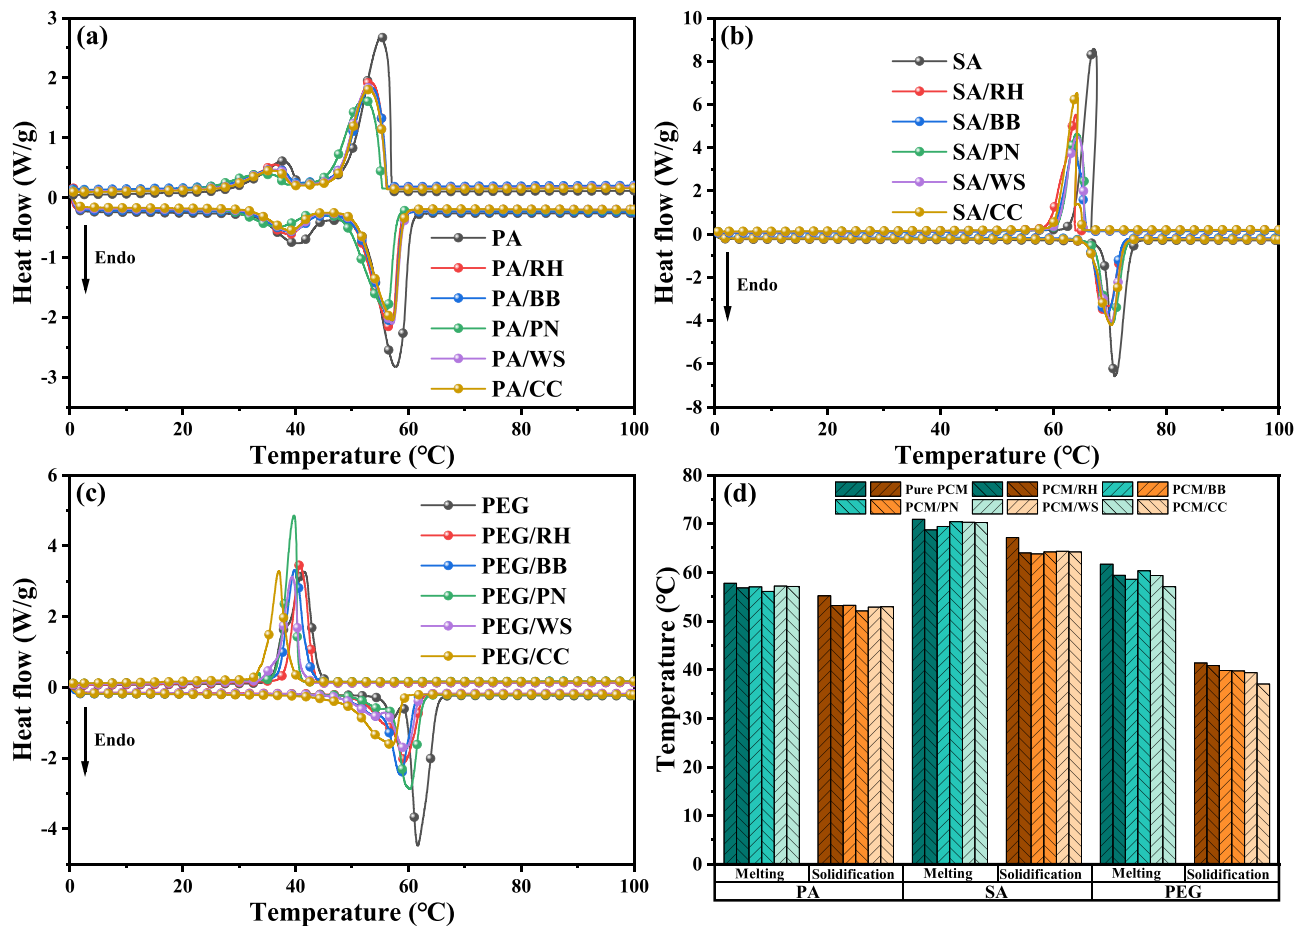 (a)
3
2
1
0
-1
-2
-3
Heat flow (W/g)
Endo
PA
PA/RH
PA/BB
PA/PN
PA/WS
PA/CC
0 20 40 60 80 100
Temperature (℃)
(b)
10
8
6
4
2
0
-2
-4
-6
-8
Heat flow (W/g)
Endo
SA
SA/RH
SA/BB
SA/PN
SA/WS
SA/CC
0 20 40 60 80 100
Temperature (℃)
(c)
6
4
2
0
-2
-4
Heat flow (W/g)
Endo
PEG
PEG/RH
PEG/BB
PEG/PN
PEG/WS
PEG/CC
0 20 40 60 80 100
Temperature (℃)
(d)
80
70
60
50
40
30
20
10
0
Temperature (℃)
Pure PCM PCM/RH PCM/BB
PCM/PN PCM/WS PCM/CC
Melting Solidification Melting Solidification Melting Solidification
PA SA PEG